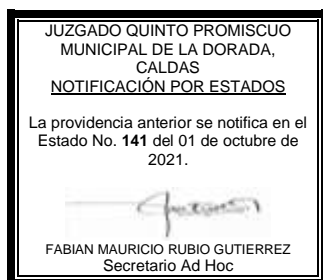 JUZGADO QUINTO PROMISCUO
MUNICIPAL DE LA DORADA,
CALDAS
NOTIFICACIÓN POR ESTADOS
La providencia anterior se notifica en el
Estado No. 141 del 01 de octubre de
2021.
FABIAN MAURICIO RUBIO GUTIERREZ
Secretario Ad Hoc